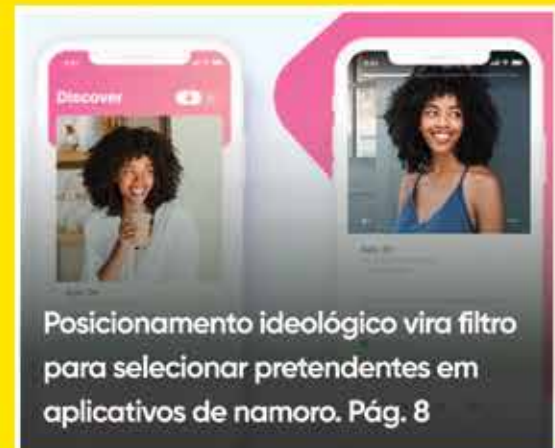 Discover
Posicionamento ideológico vira filtro
para selecionar pretendentes em
aplicativos de namoro. Pág. 8